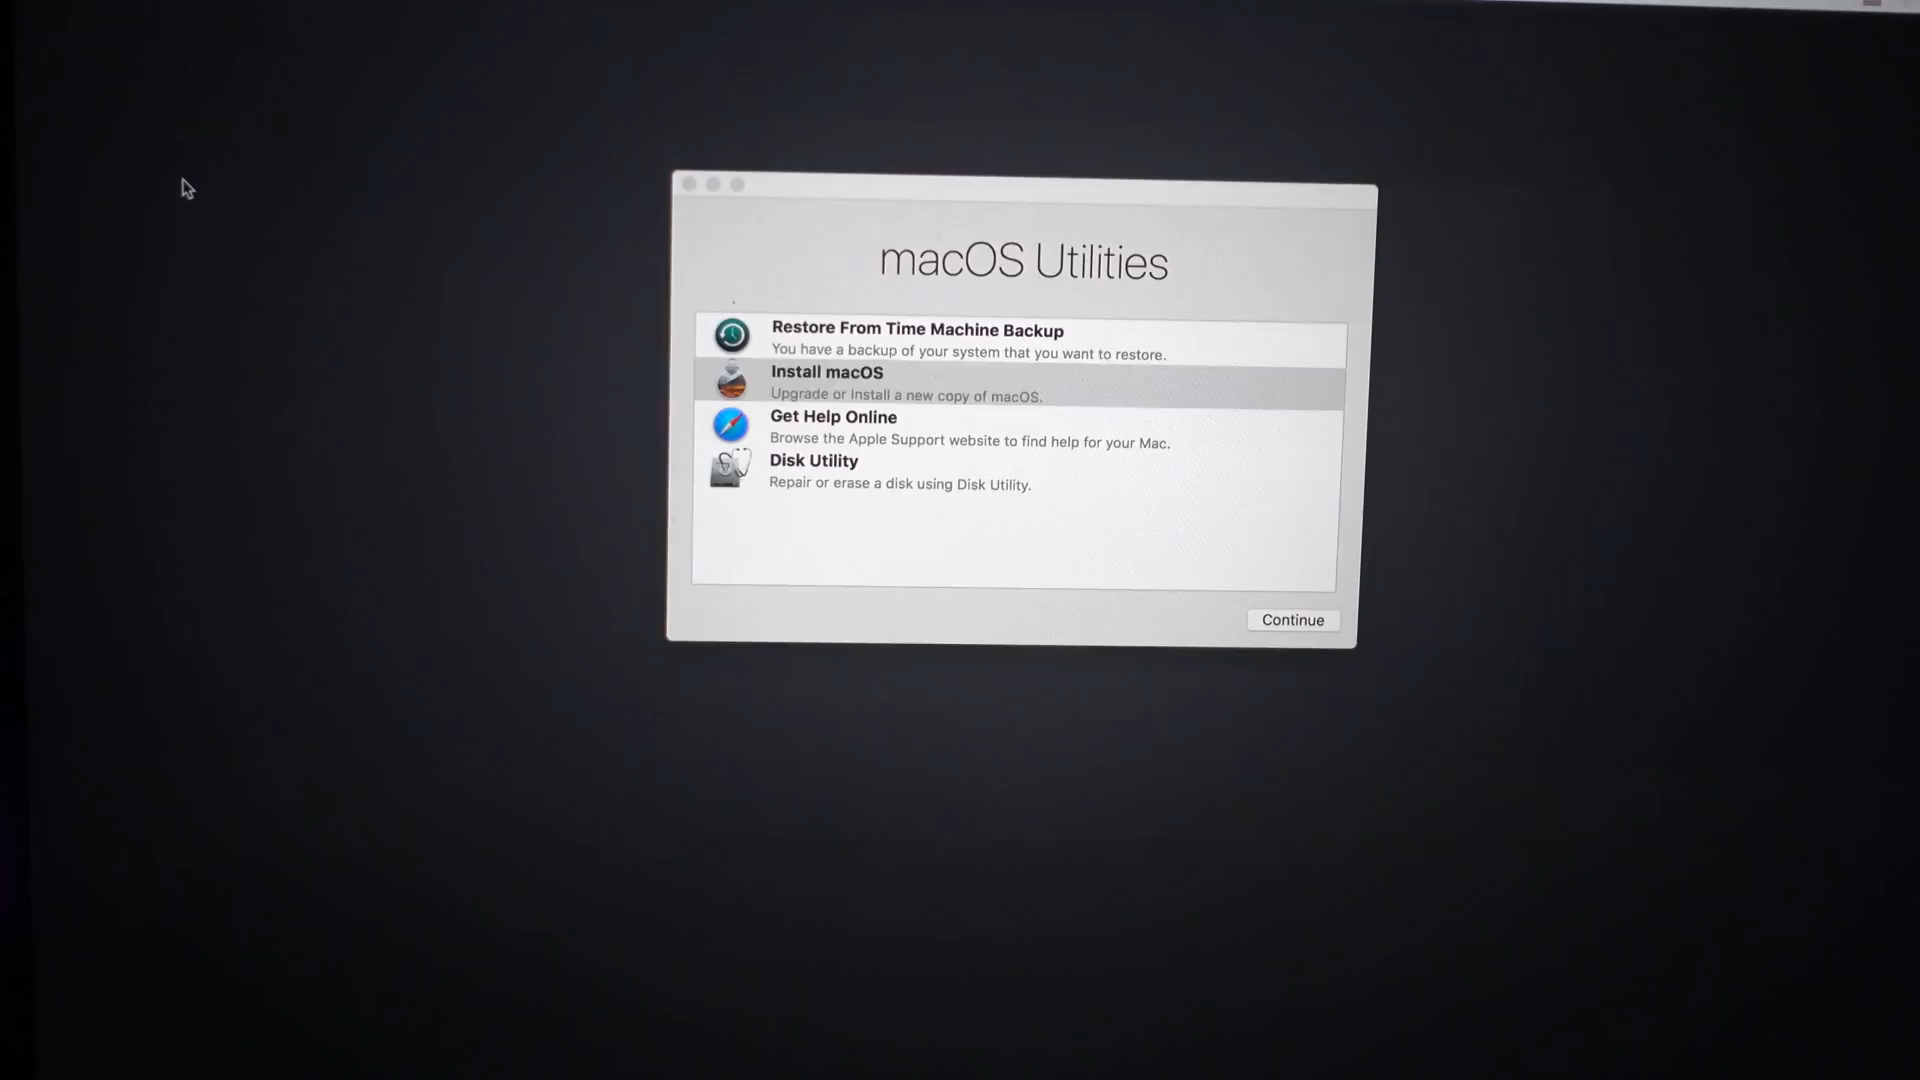 macOS Utilities
Restore From Time Machine Backup
You have a backup of your system that you want to restore.
Install macOS
Upgrade or Install a new copy of macOS.
Get Help Online
Browse the Apple Support website to find help for your Mac.
Disk Utility
Repair or erase a disk using Disk Utility.
Continue